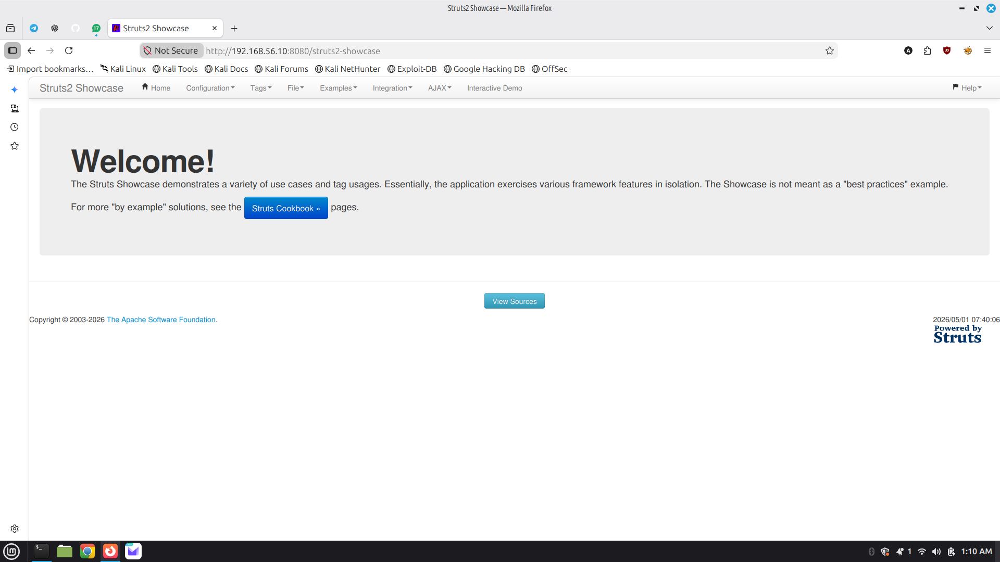 Struts2 Showcase — Mozilla Firefox
17
Struts2 Showcase
Not Secure
http://192.168.56.10:8080/struts2-showcase
A
Import bookmarks...
Kali Linux
Kali Tools
Kali Docs
Kali Forums
Kali NetHunter
Exploit-DB
Google Hacking DB
OffSec
Struts2 Showcase
Home
Configuration
Tags
File
Examples
Integration
AJAX
Interactive Demo
Help
Welcome!
The Struts Showcase demonstrates a variety of use cases and tag usages. Essentially, the application exercises various framework features in isolation. The Showcase is not meant as a "best practices" example.
For more "by example" solutions, see the Struts Cookbook » pages.
View Sources
Copyright © 2003-2026 The Apache Software Foundation.
2026/05/01 07:40:06
Powered by
Struts
1
1:10 AM